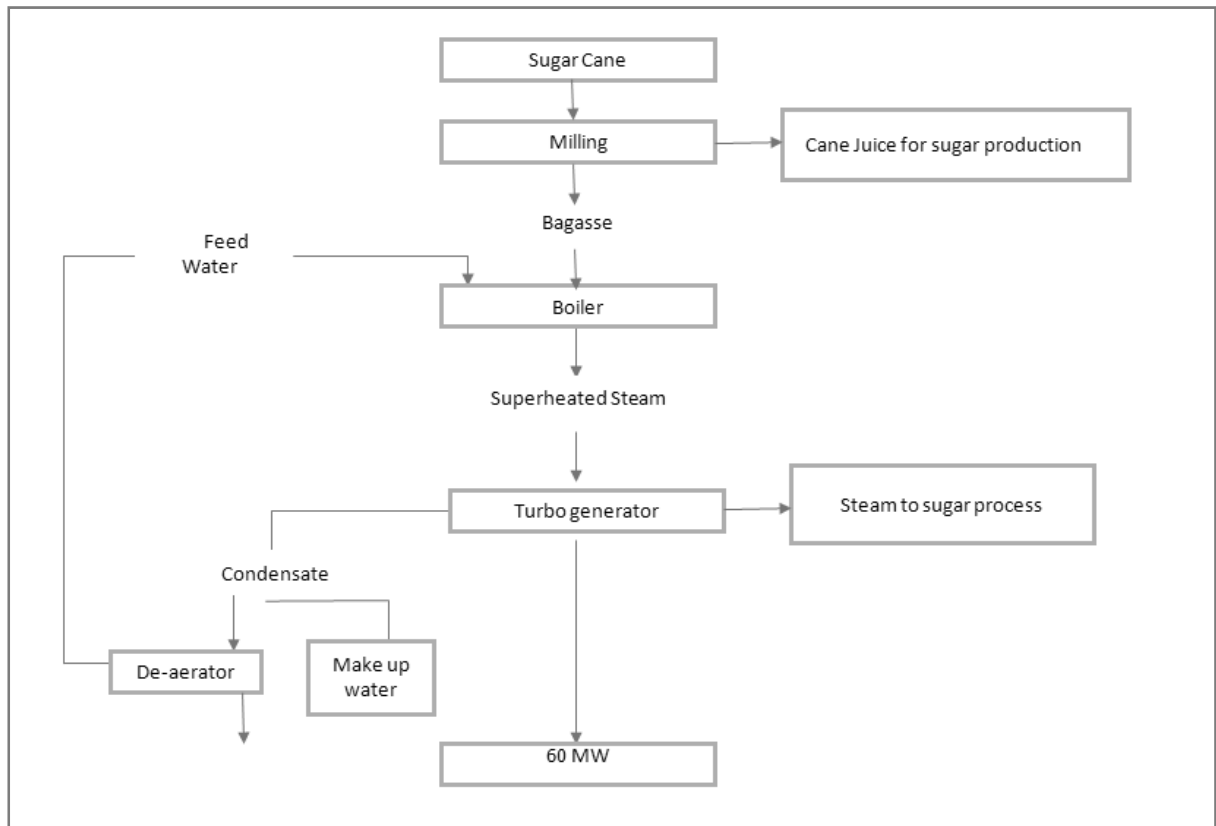 Sugar Cane
Milling
Cane Juice for sugar production
Bagasse
Feed
Water
Boiler
Superheated Steam
Turbo generator
Steam to sugar process
Condensate
De-aerator
Make up
water
60 MW